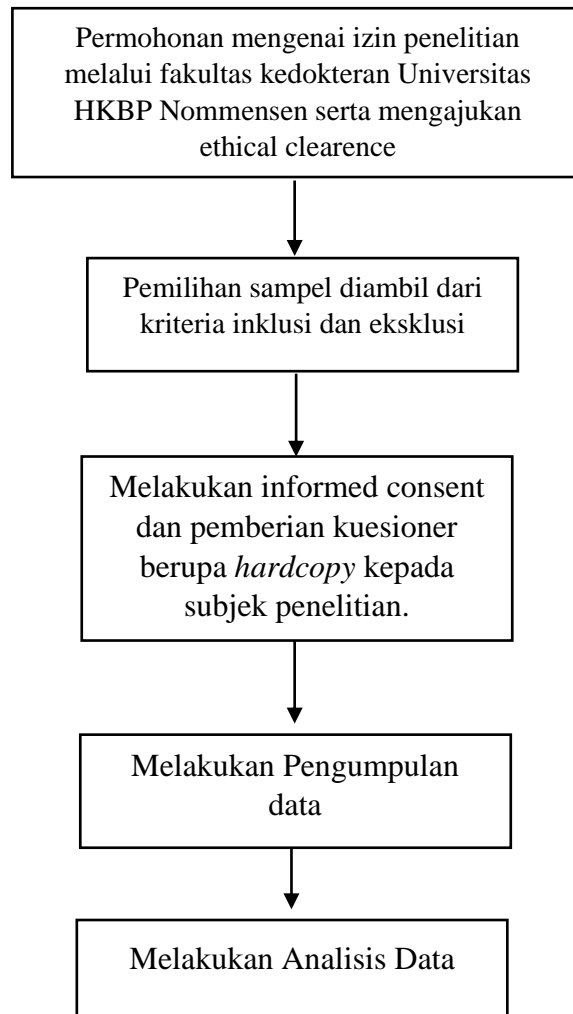 Permohonan mengenai izin penelitian
melalui fakultas kedokteran Universitas
HKBP Nommensen serta mengajukan
ethical clearence
Pemilihan sampel diambil dari
kriteria inklusi dan eksklusi
Melakukan informed consent
dan pemberian kuesioner
berupa hardcopy kepada
subjek penelitian.
Melakukan Pengumpulan
data
Melakukan Analisis Data